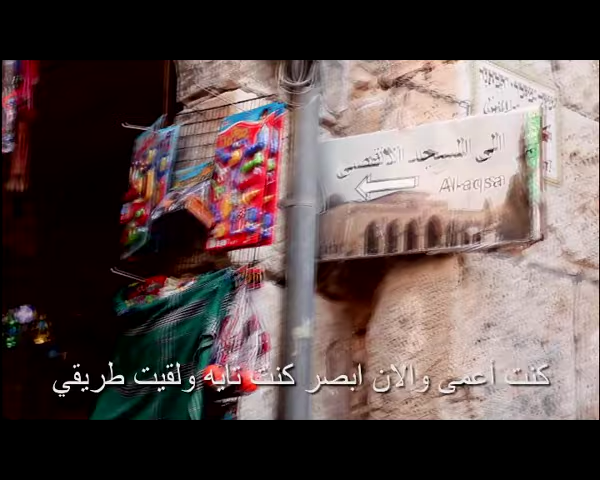 الى المسجد الاقصى
Al-aqsa
كنت أعمى والان ابصر كنت تايه ولقيت طريقي